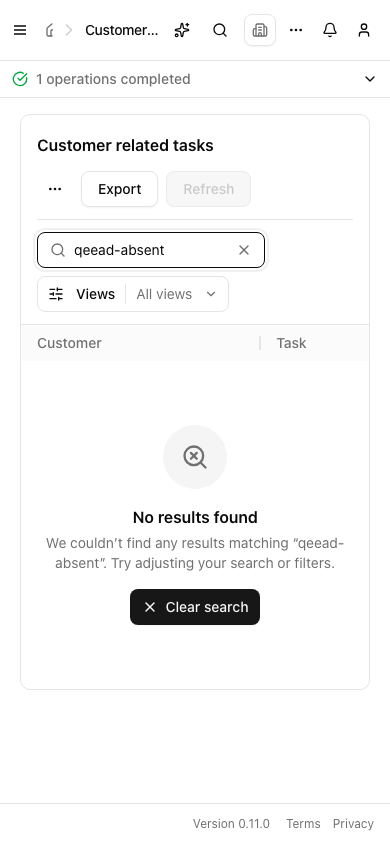 Customer...
1 operations completed
Customer related tasks
Export
Refresh
qeead-absent
Views
All views
Customer
Task
No results found
We couldn’t find any results matching “qeead-
absent”. Try adjusting your search or filters.
Clear search
Version 0.11.0
Terms
Privacy